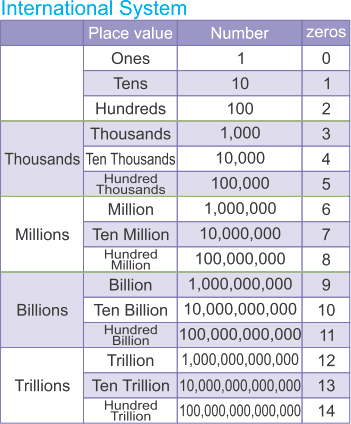 International System
Place value Number zeros
Ones 1 0
Tens 10 1
Hundreds 100 2
Thousands
Thousands 1,000 3
Ten Thousands 10,000 4
Hundred
Thousands 100,000 5
Millions
Million 1,000,000 6
Ten Million 10,000,000 7
Hundred
Million 100,000,000 8
Billions
Billion 1,000,000,000 9
Ten Billion 10,000,000,000 10
Hundred
Billion 100,000,000,000 11
Trillions
Trillion 1,000,000,000,000 12
Ten Trillion 10,000,000,000,000 13
Hundred
Trillion 100,000,000,000,000 14